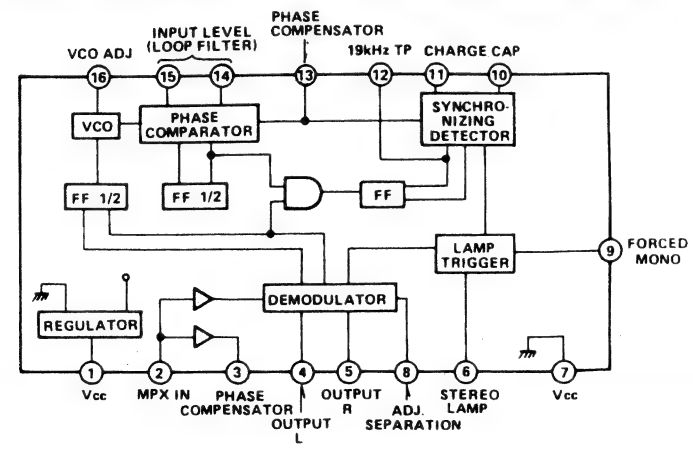 PHASE
COMPENSATOR
INPUT LEVEL
(LOOP FILTER)
VCO ADJ
19kHz TP
CHARGE CAP
16
15
14
13
12
11
10
VCO
PHASE
COMPARATOR
SYNCHRO-
NIZING
DETECTOR
FF 1/2
FF 1/2
FF
LAMP
TRIGGER
9
FORCED
MONO
DEMODULATOR
REGULATOR
1
2
3
4
5
8
6
7
Vcc
MPX IN
PHASE
COMPENSATOR
OUTPUT
L
OUTPUT
R
ADJ.
SEPARATION
STEREO
LAMP
Vcc